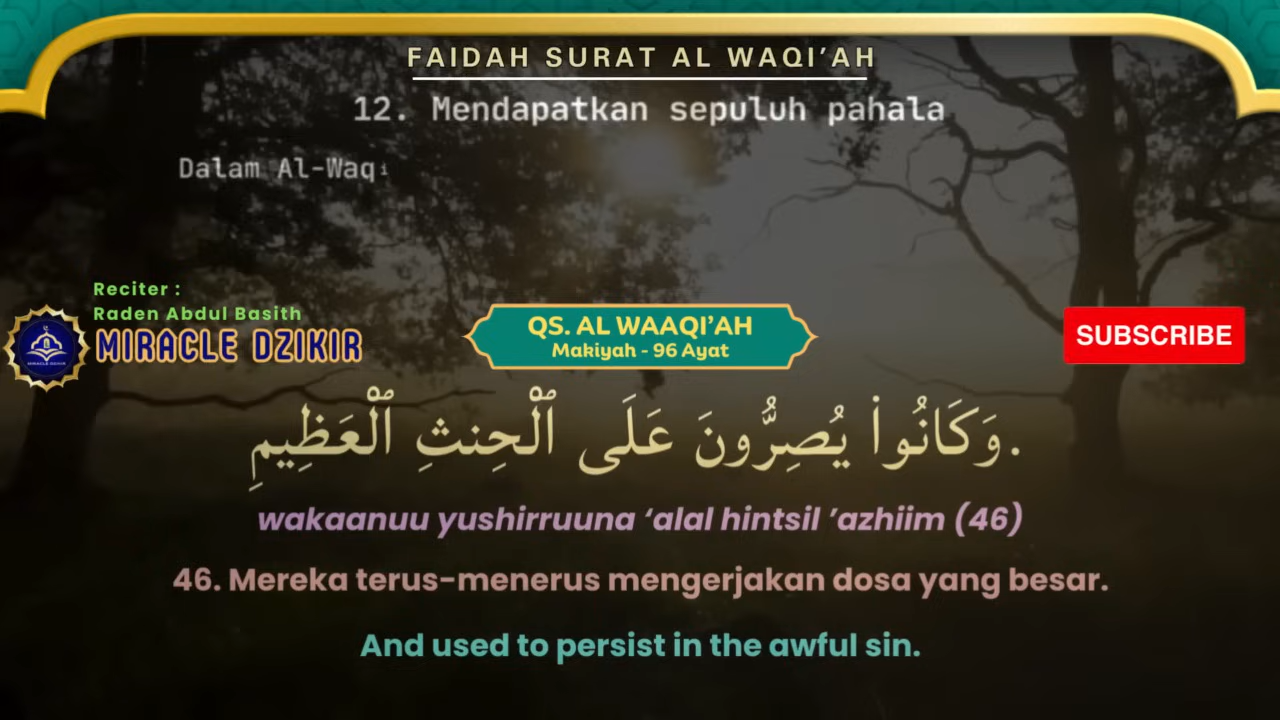 FAIDAH SURAT AL WAQI’AH
12. Mendapatkan sepuluh pahala
Dalam Al-Waqi
Reciter :
Raden Abdul Basith
MIRACLE DZIKIR
QS. AL WAAQI’AH
Makiyah - 96 Ayat
SUBSCRIBE
وَكَانُوا۟ يُصِرُّونَ عَلَى ٱلْحِنثِ ٱلْعَظِيمِ.
wakaanuu yushirruuna ‘alal hintsil ’azhiim (46)
46. Mereka terus-menerus mengerjakan dosa yang besar.
And used to persist in the awful sin.